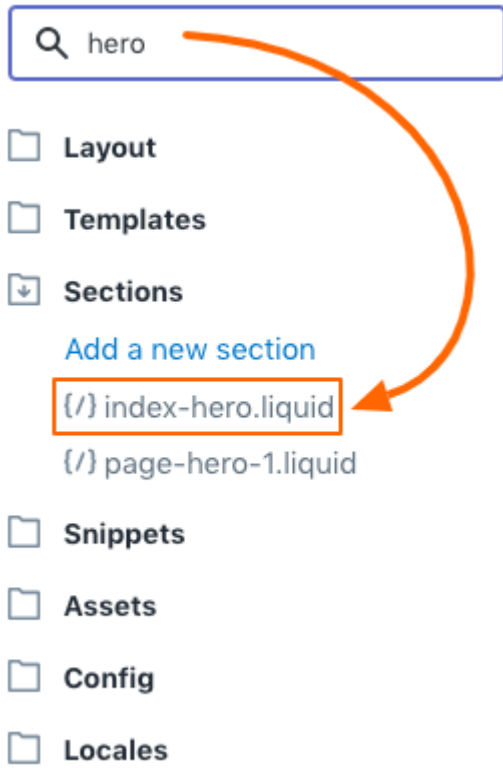 hero
Layout
Templates
Sections
Add a new section
{/} index-hero.liquid
{/} page-hero-1.liquid
Snippets
Assets
Config
Locales